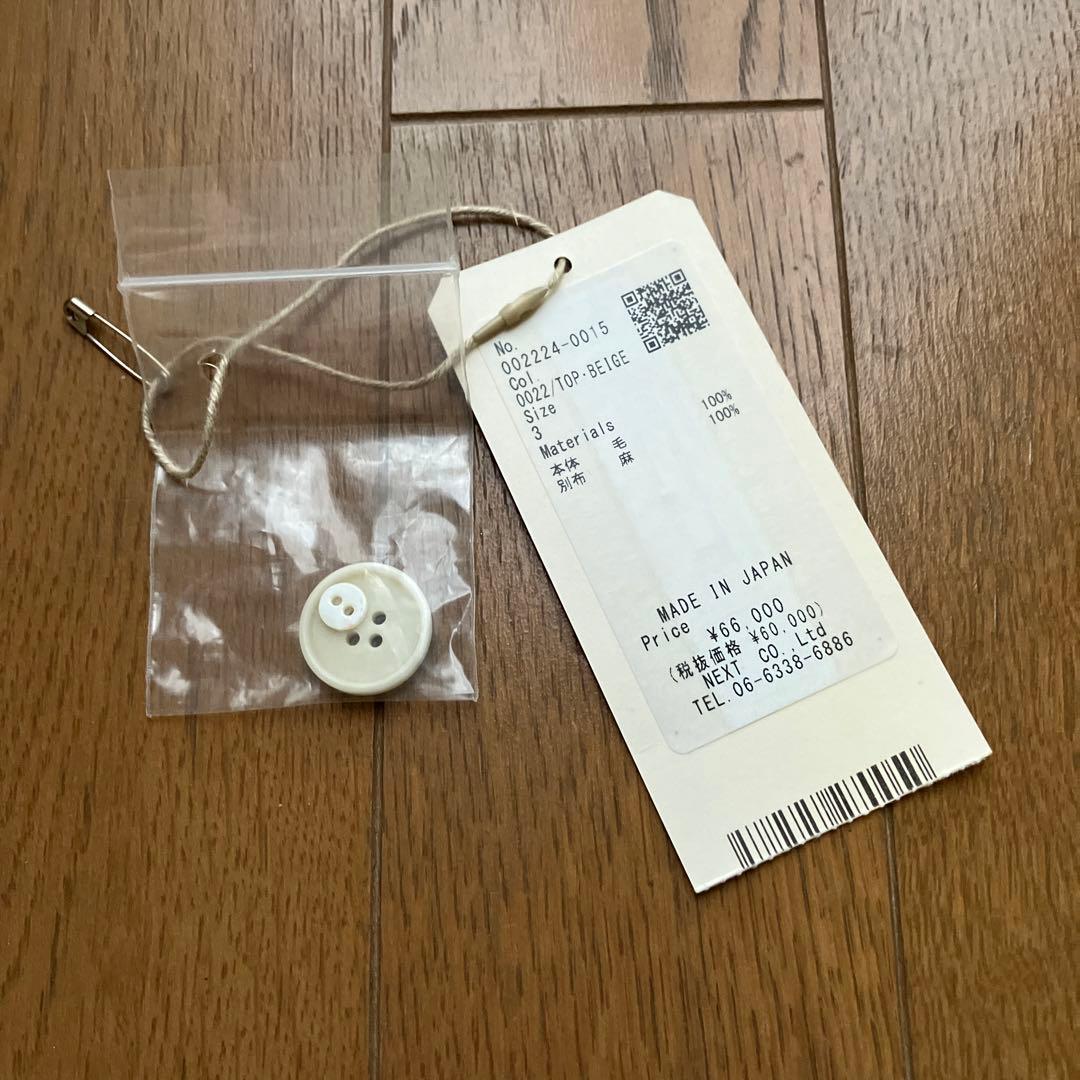 No.
002224-0015
Col.
0022/TOP·BEIGE
Size
3
Materials
本体 毛 100%
別布 麻 100%
MADE IN JAPAN
Price ¥66,000
(税抜価格 ¥60,000)
NEXT CO.,Ltd
TEL.06-6338-6886